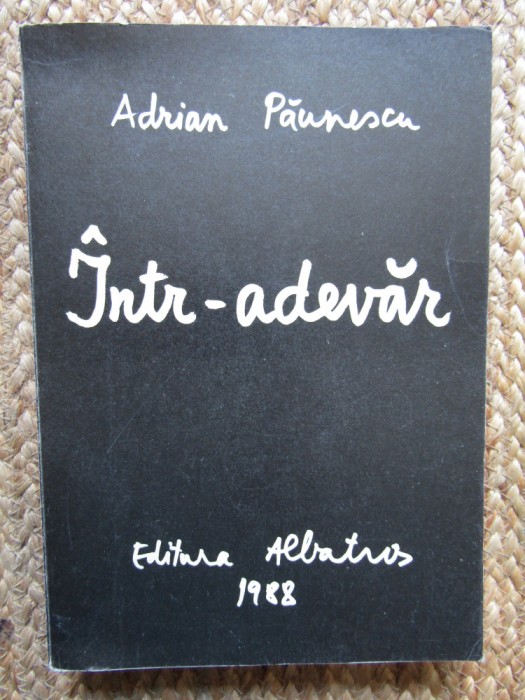 Adrian Păunescu
Într-adevăr
Editura Albatros
1988